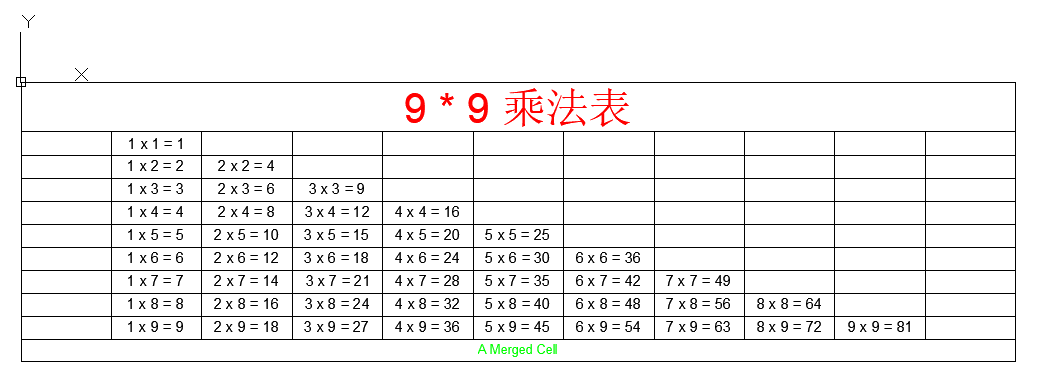 Y
X
9 * 9 乘法表
1 x 1 = 1
1 x 2 = 2 2 x 2 = 4
1 x 3 = 3 2 x 3 = 6 3 x 3 = 9
1 x 4 = 4 2 x 4 = 8 3 x 4 = 12 4 x 4 = 16
1 x 5 = 5 2 x 5 = 10 3 x 5 = 15 4 x 5 = 20 5 x 5 = 25
1 x 6 = 6 2 x 6 = 12 3 x 6 = 18 4 x 6 = 24 5 x 6 = 30 6 x 6 = 36
1 x 7 = 7 2 x 7 = 14 3 x 7 = 21 4 x 7 = 28 5 x 7 = 35 6 x 7 = 42 7 x 7 = 49
1 x 8 = 8 2 x 8 = 16 3 x 8 = 24 4 x 8 = 32 5 x 8 = 40 6 x 8 = 48 7 x 8 = 56 8 x 8 = 64
1 x 9 = 9 2 x 9 = 18 3 x 9 = 27 4 x 9 = 36 5 x 9 = 45 6 x 9 = 54 7 x 9 = 63 8 x 9 = 72 9 x 9 = 81
A Merged Cell